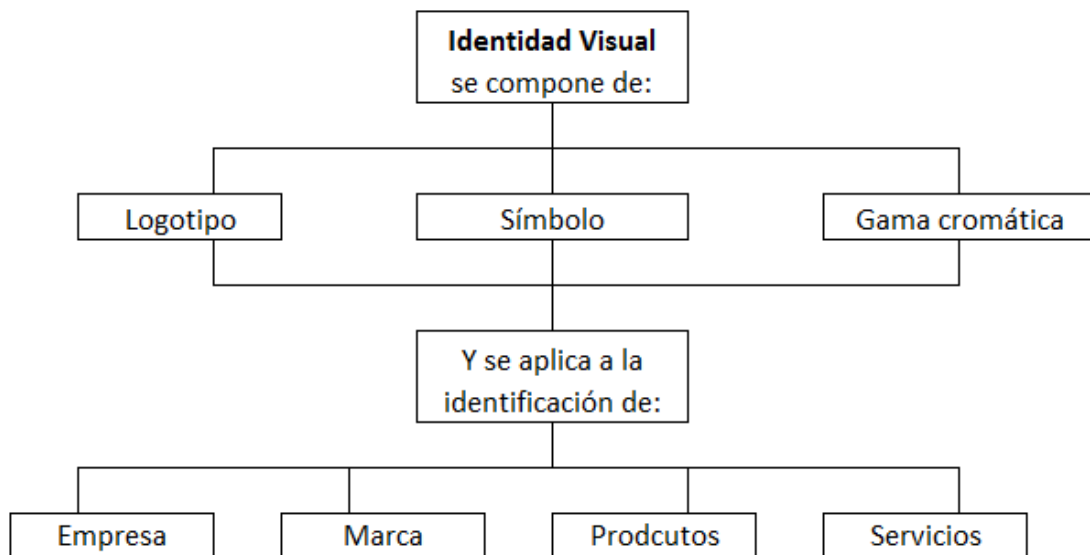 Identidad Visual
se compone de:
Logotipo
Símbolo
Gama cromática
Y se aplica a la
identificación de:
Empresa
Marca
Prodcutos
Servicios